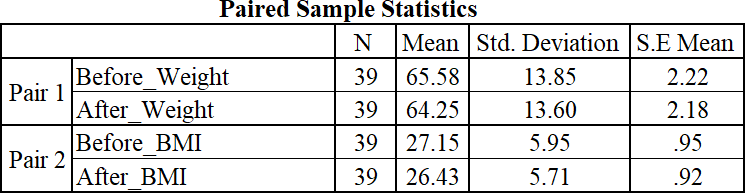 Paired Sample Statistics
N Mean Std. Deviation S.E Mean
Pair 1 Before_Weight 39 65.58 13.85 2.22
After_Weight 39 64.25 13.60 2.18
Pair 2 Before_BMI 39 27.15 5.95 .95
After_BMI 39 26.43 5.71 .92